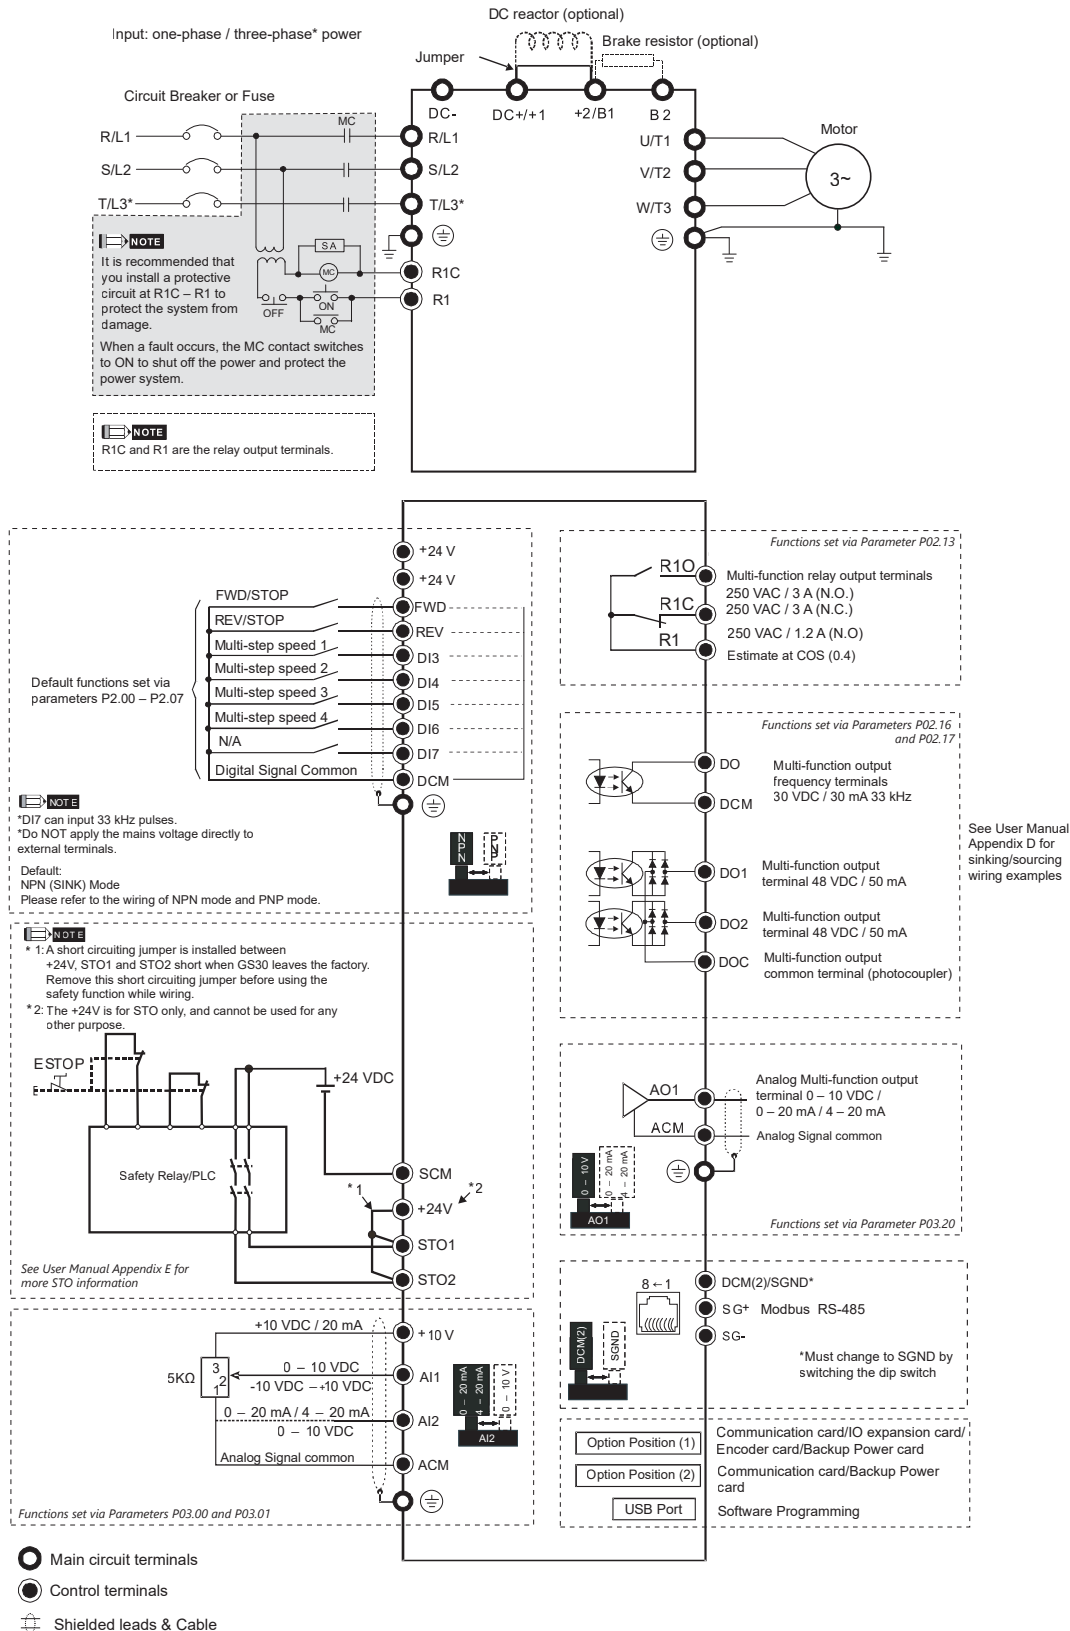 DC reactor (optional)
Input: one-phase / three-phase* power
Brake resistor (optional)
Jumper
Circuit Breaker or Fuse
DC-
DC+/+1
+2/B1
B2
MC
R/L1
R/L1
S/L2
S/L2
T/L3*
T/L3*
U/T1
V/T2
W/T3
Motor
3~
NOTE
It is recommended that
you install a protective
circuit at R1C – R1 to
protect the system from
damage.
When a fault occurs, the MC contact switches
to ON to shut off the power and protect the
power system.
SA
MC
OFF
ON
MC
R1C
R1
NOTE
R1C and R1 are the relay output terminals.
+24 V
+24 V
FWD/STOP
FWD
REV/STOP
REV
Multi-step speed 1
DI3
Multi-step speed 2
DI4
Multi-step speed 3
DI5
Multi-step speed 4
DI6
N/A
DI7
Digital Signal Common
DCM
Default functions set via
parameters P2.00 – P2.07
NOTE
*DI7 can input 33 kHz pulses.
*Do NOT apply the mains voltage directly to
external terminals.
Default:
NPN (SINK) Mode
Please refer to the wiring of NPN mode and PNP mode.
NPN
PNP
NOTE
* 1: A short circuiting jumper is installed between
+24V, STO1 and STO2 short when GS30 leaves the factory.
Remove this short circuiting jumper before using the
safety function while wiring.
* 2: The +24V is for STO only, and cannot be used for any
other purpose.
ESTOP
+24 VDC
Safety Relay/PLC
SCM
* 1
*2
+24V
STO1
STO2
See User Manual Appendix E for
more STO information
+10 VDC / 20 mA
+10 V
5KΩ
3
2
1
0 – 10 VDC
-10 VDC – +10 VDC
AI1
0 – 20 mA / 4 – 20 mA
0 – 10 VDC
AI2
Analog Signal common
ACM
0 – 20 mA
4 – 20 mA
0 – 10 V
AI2
Functions set via Parameters P03.00 and P03.01
Functions set via Parameter P02.13
R1O
R1C
R1
Multi-function relay output terminals
250 VAC / 3 A (N.O.)
250 VAC / 3 A (N.C.)
250 VAC / 1.2 A (N.O)
Estimate at COS (0.4)
Functions set via Parameters P02.16
and P02.17
DO
DCM
Multi-function output
frequency terminals
30 VDC / 30 mA 33 kHz
DO1
Multi-function output
terminal 48 VDC / 50 mA
DO2
Multi-function output
terminal 48 VDC / 50 mA
DOC
Multi-function output
common terminal (photocoupler)
See User Manual
Appendix D for
sinking/sourcing
wiring examples
AO1
ACM
Analog Multi-function output
terminal 0 – 10 VDC /
0 – 20 mA / 4 – 20 mA
Analog Signal common
0 – 10 V
0 – 20 mA
4 – 20 mA
AO1
Functions set via Parameter P03.20
8←1
DCM(2)/SGND*
SG+ Modbus RS-485
SG-
DCM(2)
SGND
*Must change to SGND by
switching the dip switch
Option Position (1)
Communication card/IO expansion card/
Encoder card/Backup Power card
Option Position (2)
Communication card/Backup Power
card
USB Port
Software Programming
Main circuit terminals
Control terminals
Shielded leads & Cable